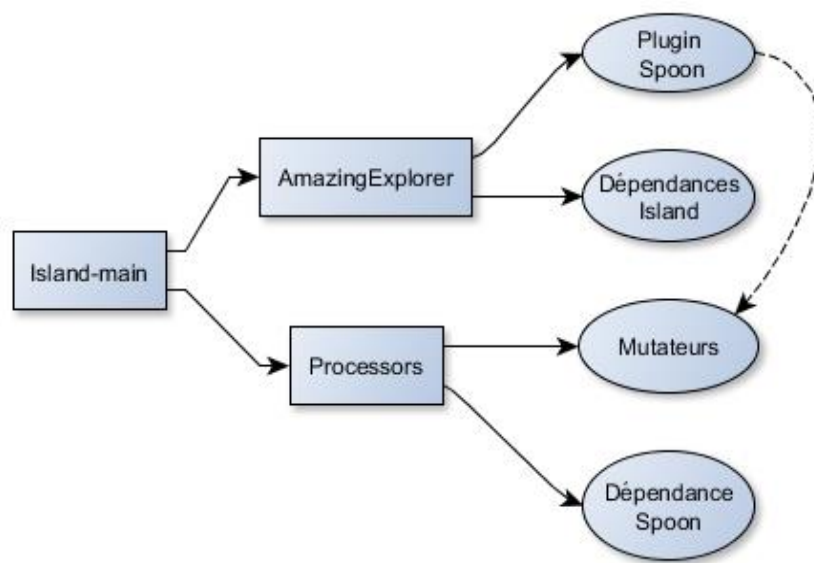 Plugin
Spoon
AmazingExplorer
Dépendances
Island
Island-main
Processors
Mutateurs
Dépendance
Spoon